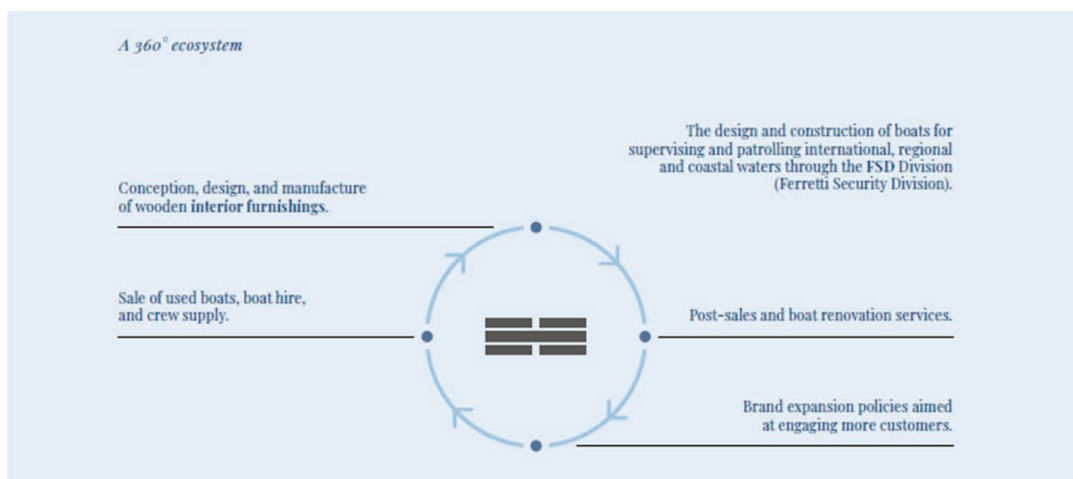 A 360° ecosystem
The design and construction of boats for
supervising and patrolling international, regional
and coastal waters through the FSD Division
(Ferretti Security Division).
Conception, design, and manufacture
of wooden interior furnishings.
Sale of used boats, boat hire,
and crew supply.
Post-sales and boat renovation services.
Brand expansion policies aimed
at engaging more customers.